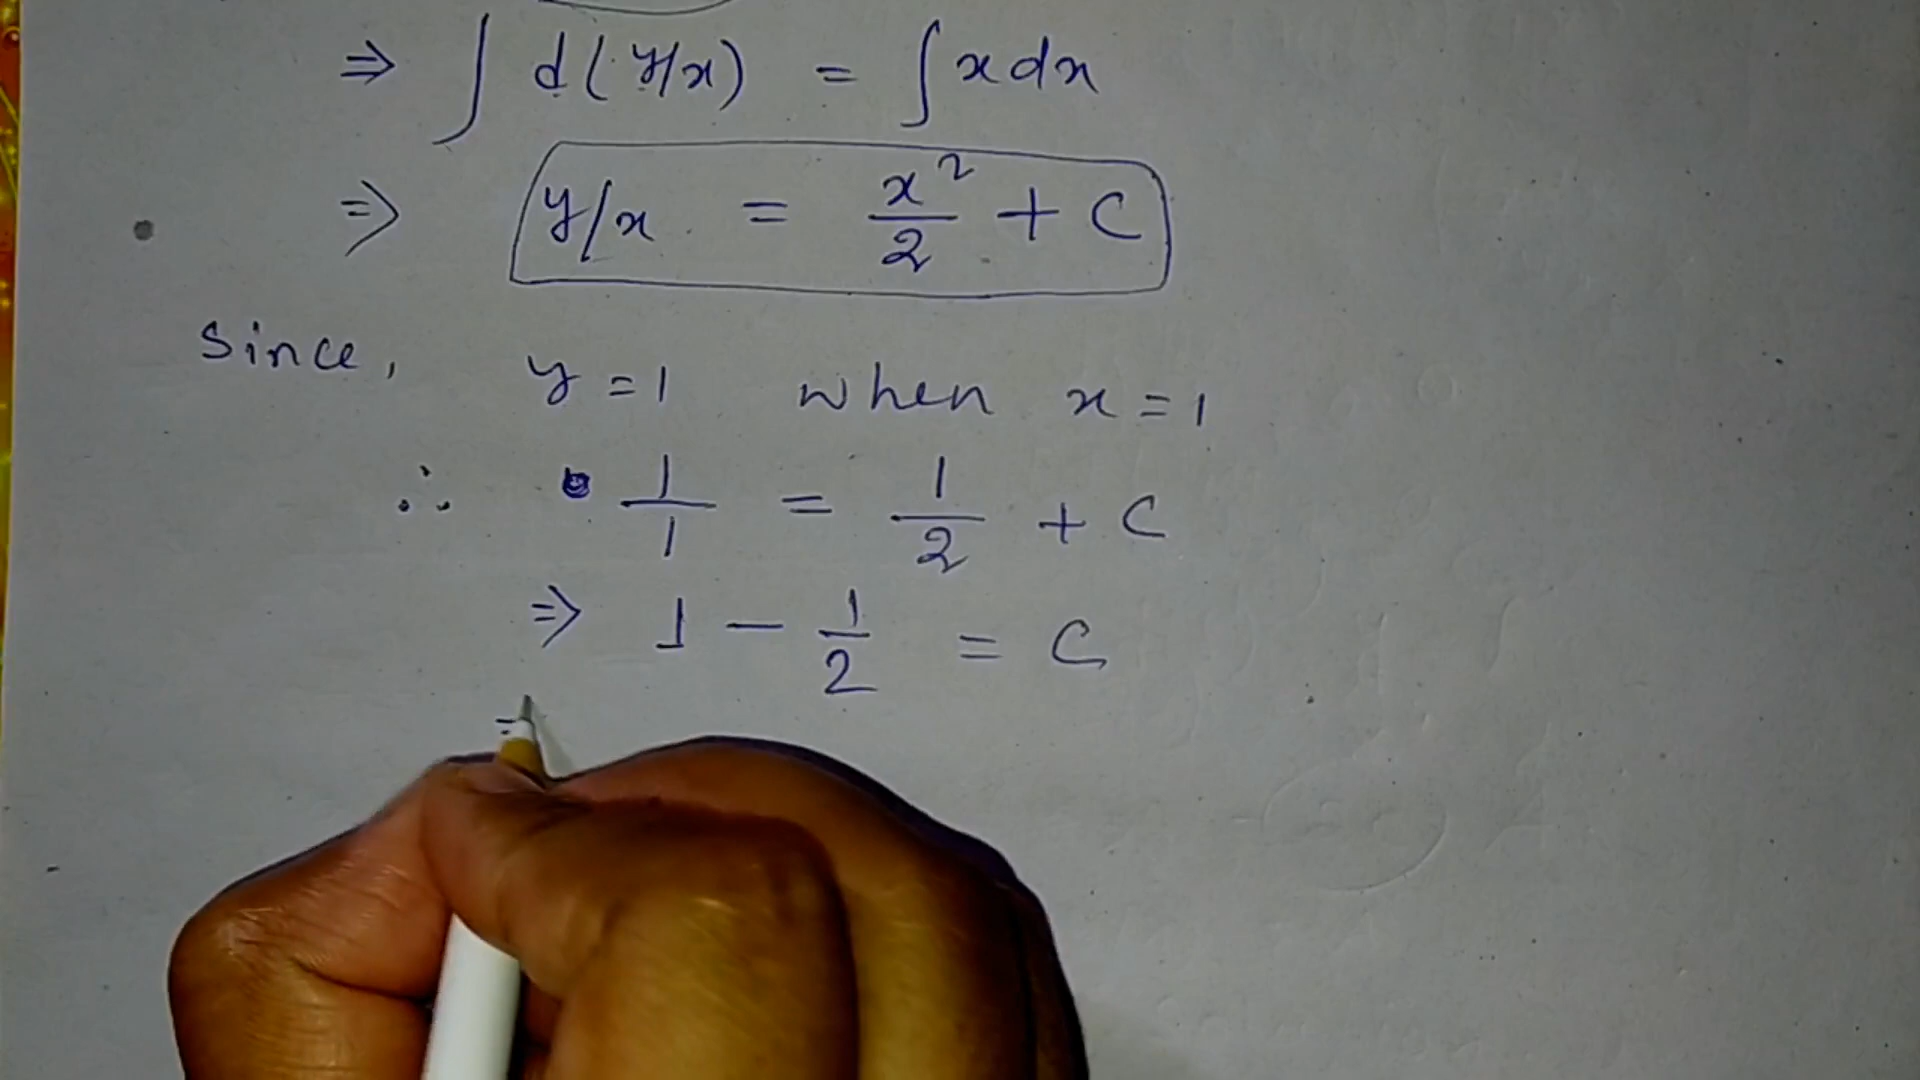 ⇒ ∫ d(y/x) = ∫ x dx
⇒ y/x = x²/2 + C
Since, y = 1 when x = 1
∴ 1/1 = 1/2 + C
⇒ 1 - 1/2 = C
=